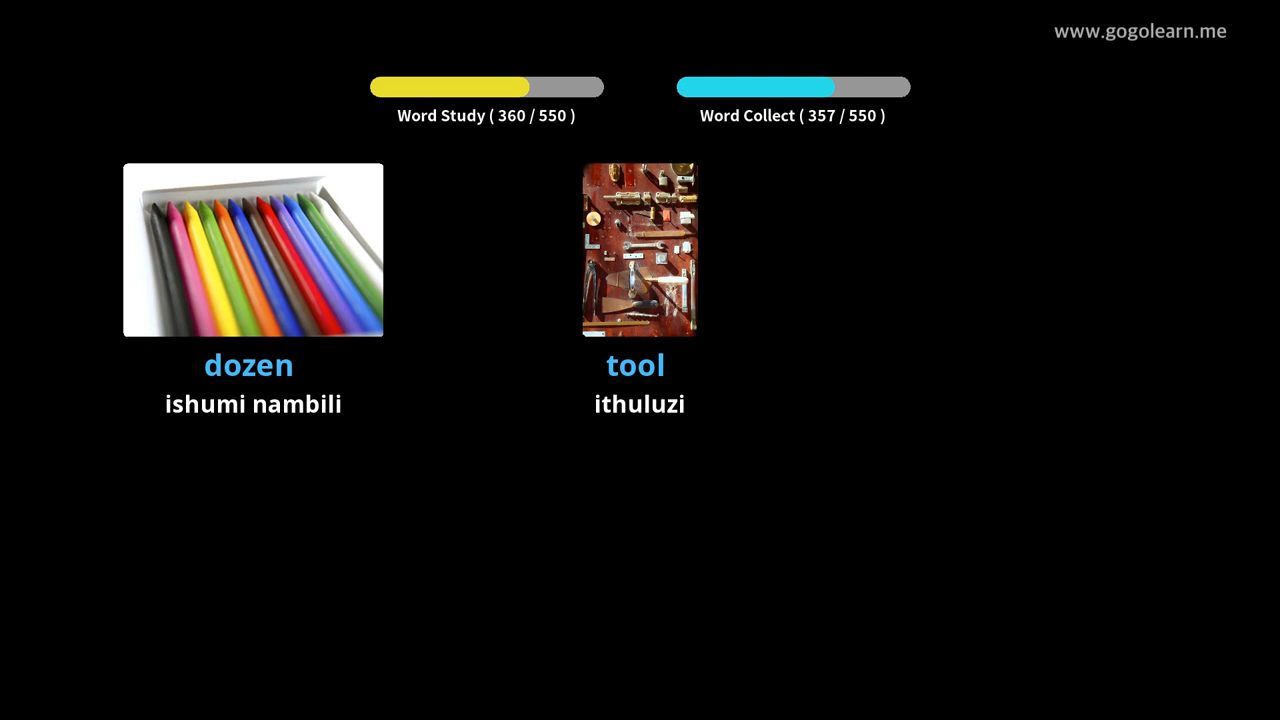 www.gogolearn.me
Word Study ( 360 / 550 )
Word Collect ( 357 / 550 )
dozen
ishumi nambili
tool
ithuluzi